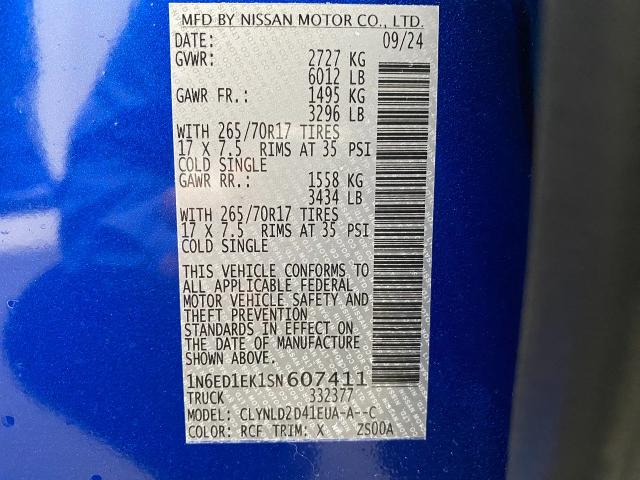 MFD BY NISSAN MOTOR CO., LTD.
DATE: 09/24
GVWR: 2727 KG
6012 LB
GAWR FR.: 1495 KG
3296 LB
WITH 265/70R17 TIRES
17 X 7.5 RIMS AT 35 PSI
COLD SINGLE
GAWR RR.: 1558 KG
3434 LB
WITH 265/70R17 TIRES
17 X 7.5 RIMS AT 35 PSI
COLD SINGLE
THIS VEHICLE CONFORMS TO
ALL APPLICABLE FEDERAL
MOTOR VEHICLE SAFETY AND
THEFT PREVENTION
STANDARDS IN EFFECT ON
THE DATE OF MANUFACTURE
SHOWN ABOVE.
1N6ED1EK1SN607411
TRUCK 332377
MODEL: CLYNLD2D41EUA-A--C
COLOR: RCF TRIM: X ZS00A